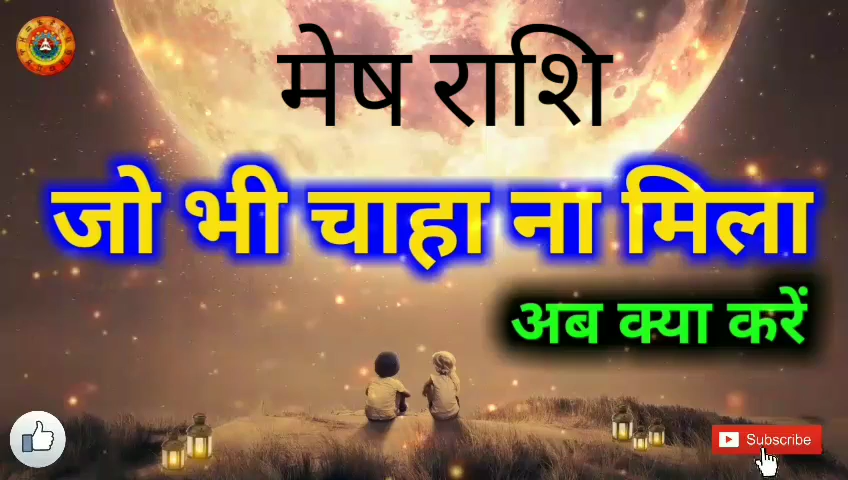 मेष राशि
जो भी चाहा ना मिला
अब क्या करें
Subscribe